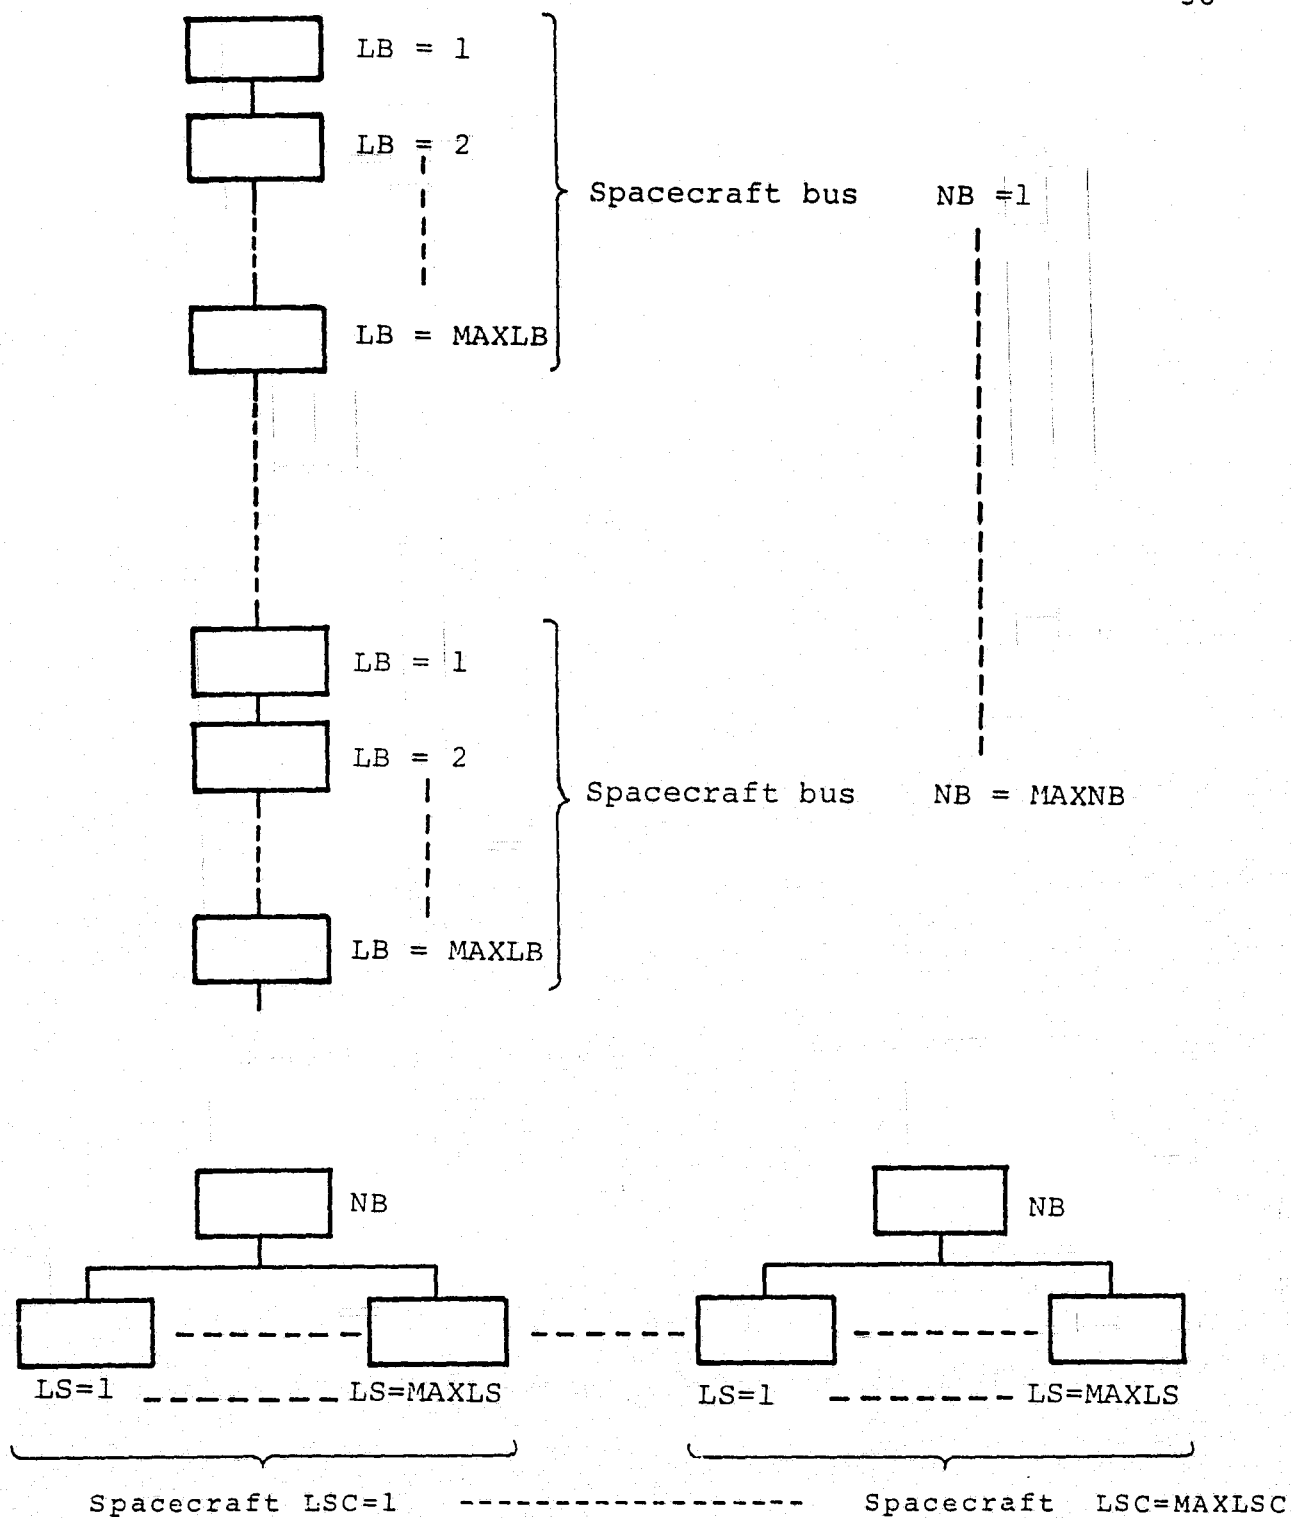 LB = 1
LB = 2
Spacecraft bus NB =1
LB = MAXLB
LB = 1
LB = 2
Spacecraft bus NB = MAXNB
LB = MAXLB
NB NB
LS=1 LS=MAXLS LS=1 LS=MAXLS
Spacecraft LSC=1 Spacecraft LSC=MAXLSC